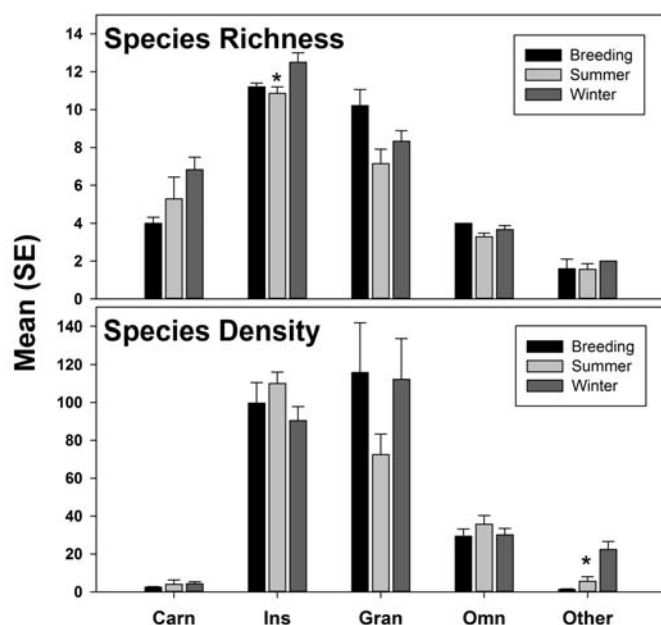 Species Richness
Breeding
Summer
Winter
14
12
10
8
6
4
2
0
*
Mean (SE)
Species Density
Breeding
Summer
Winter
140
120
100
80
60
40
20
0
*
Carn Ins Gran Omn Other